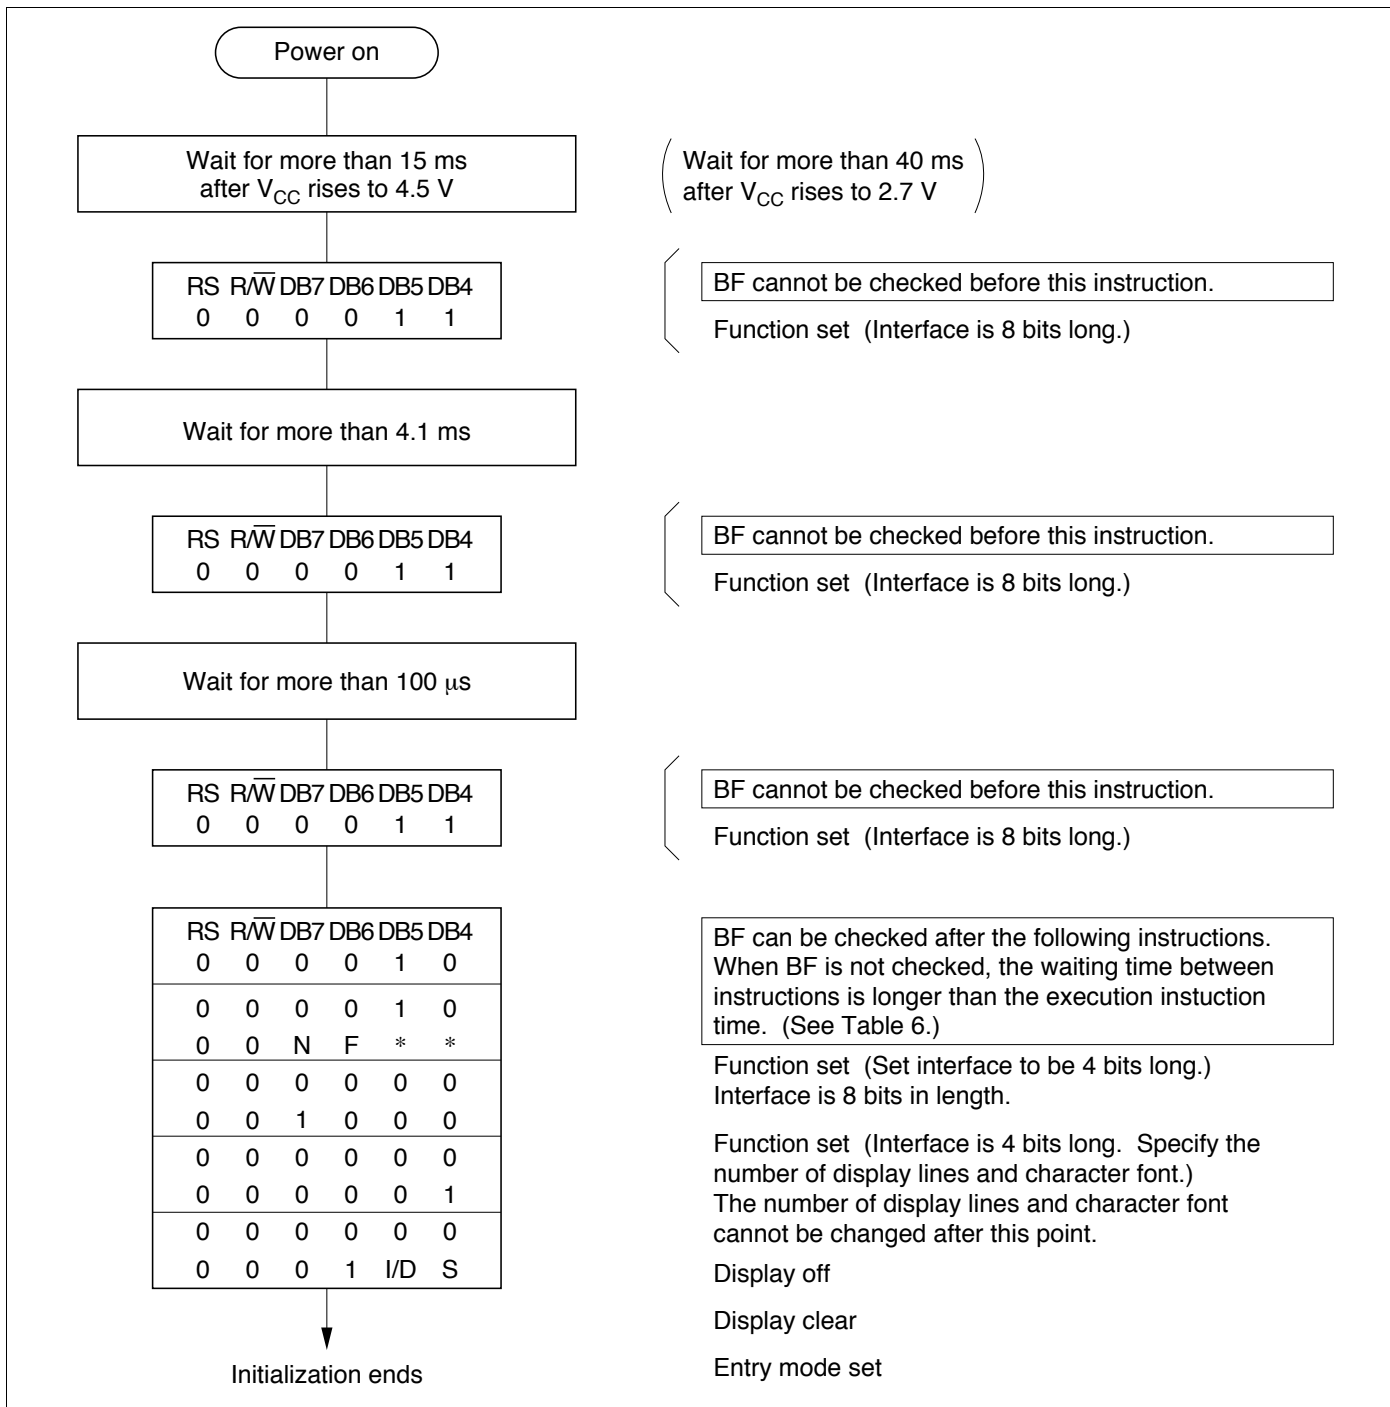 Power on
Wait for more than 15 ms
after VCC rises to 4.5 V
Wait for more than 40 ms
after VCC rises to 2.7 V
RS R/W̅ DB7 DB6 DB5 DB4
0 0 0 0 1 1
BF cannot be checked before this instruction.
Function set (Interface is 8 bits long.)
Wait for more than 4.1 ms
RS R/W̅ DB7 DB6 DB5 DB4
0 0 0 0 1 1
BF cannot be checked before this instruction.
Function set (Interface is 8 bits long.)
Wait for more than 100 μs
RS R/W̅ DB7 DB6 DB5 DB4
0 0 0 0 1 1
BF cannot be checked before this instruction.
Function set (Interface is 8 bits long.)
RS R/W̅ DB7 DB6 DB5 DB4
0 0 0 0 1 0
0 0 0 0 1 0
0 0 N F * *
0 0 0 0 0 0
0 0 1 0 0 0
0 0 0 0 0 0
0 0 0 0 0 1
0 0 0 0 0 0
0 0 0 1 I/D S
BF can be checked after the following instructions.
When BF is not checked, the waiting time between
instructions is longer than the execution instuction
time. (See Table 6.)
Function set (Set interface to be 4 bits long.)
Interface is 8 bits in length.
Function set (Interface is 4 bits long. Specify the
number of display lines and character font.)
The number of display lines and character font
cannot be changed after this point.
Display off
Display clear
Entry mode set
Initialization ends